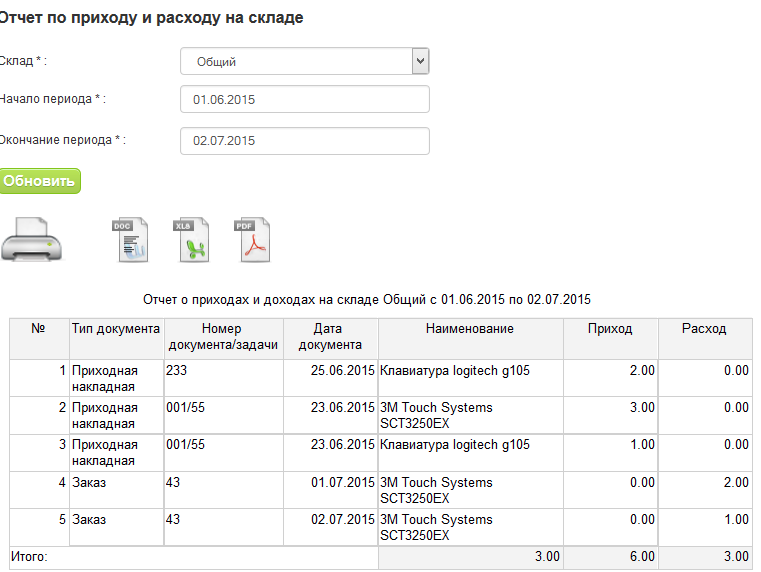 Отчет по приходу и расходу на складе
Склад * : Общий
Начало периода * : 01.06.2015
Окончание периода * : 02.07.2015
Обновить
DOC XLS PDF
Отчет о приходах и доходах на складе Общий с 01.06.2015 по 02.07.2015
№ Тип документа Номер документа/задачи Дата документа Наименование Приход Расход
1 Приходная накладная 233 25.06.2015 Клавиатура logitech g105 2.00 0.00
2 Приходная накладная 001/55 23.06.2015 3M Touch Systems SCT3250EX 3.00 0.00
3 Приходная накладная 001/55 23.06.2015 Клавиатура logitech g105 1.00 0.00
4 Заказ 43 01.07.2015 3M Touch Systems SCT3250EX 0.00 2.00
5 Заказ 43 02.07.2015 3M Touch Systems SCT3250EX 0.00 1.00
Итого: 3.00 6.00 3.00